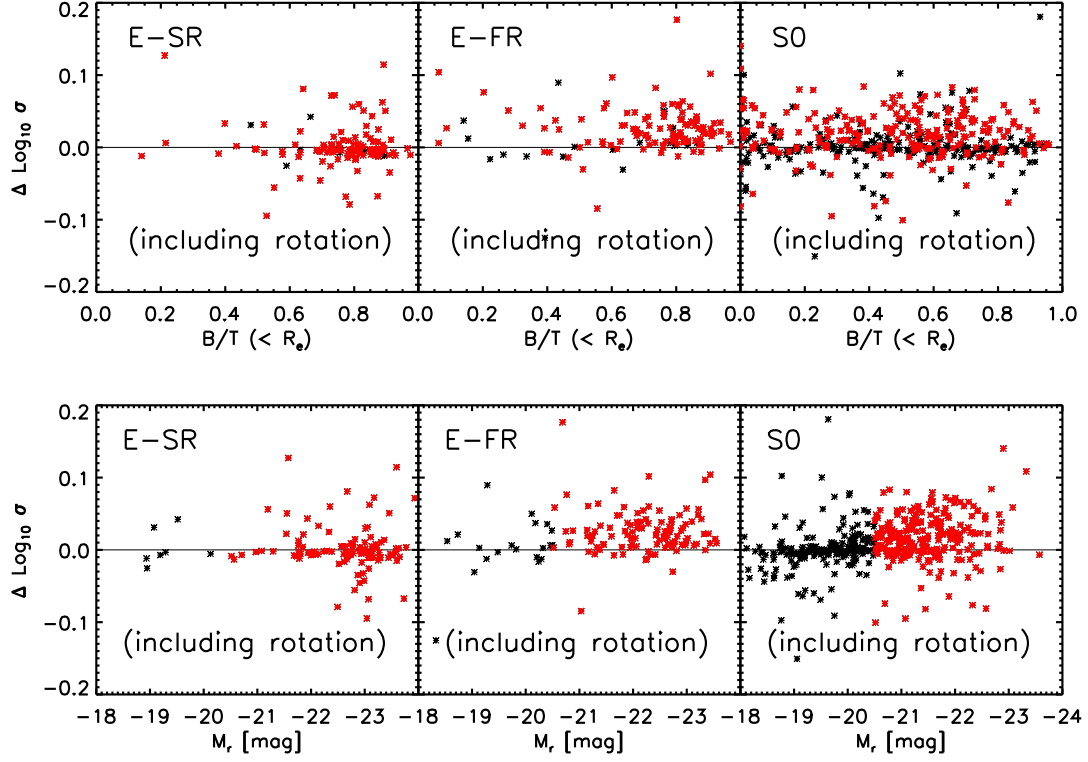 E-SR E-FR S0
0.2
0.1
0.0
-0.1
-0.2
Δ Log10 σ
(including rotation) (including rotation) (including rotation)
0.0 0.2 0.4 0.6 0.8 0.0 0.2 0.4 0.6 0.8 0.0 0.2 0.4 0.6 0.8 1.0
B/T (< Re) B/T (< Re) B/T (< Re)
0.2
E-SR E-FR S0
0.1
0.0
-0.1
-0.2
Δ Log10 σ
(including rotation) (including rotation) (including rotation)
-18 -19 -20 -21 -22 -23 -18 -19 -20 -21 -22 -23 -18 -19 -20 -21 -22 -23 -24
Mr [mag] Mr [mag] Mr [mag]